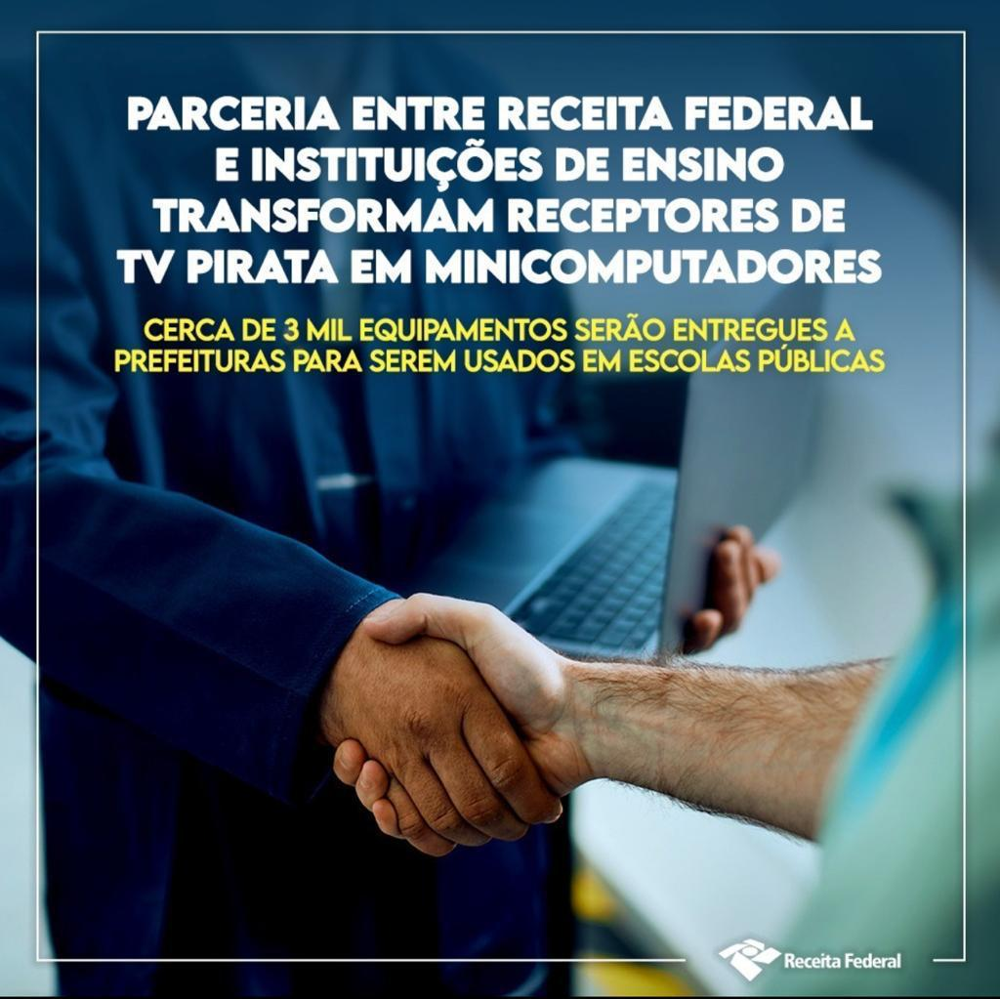 PARCERIA ENTRE RECEITA FEDERAL
E INSTITUIÇÕES DE ENSINO
TRANSFORMAM RECEPTORES DE
TV PIRATA EM MINICOMPUTADORES
CERCA DE 3 MIL EQUIPAMENTOS SERÃO ENTREGUES A
PREFEITURAS PARA SEREM USADOS EM ESCOLAS PÚBLICAS
Receita Federal